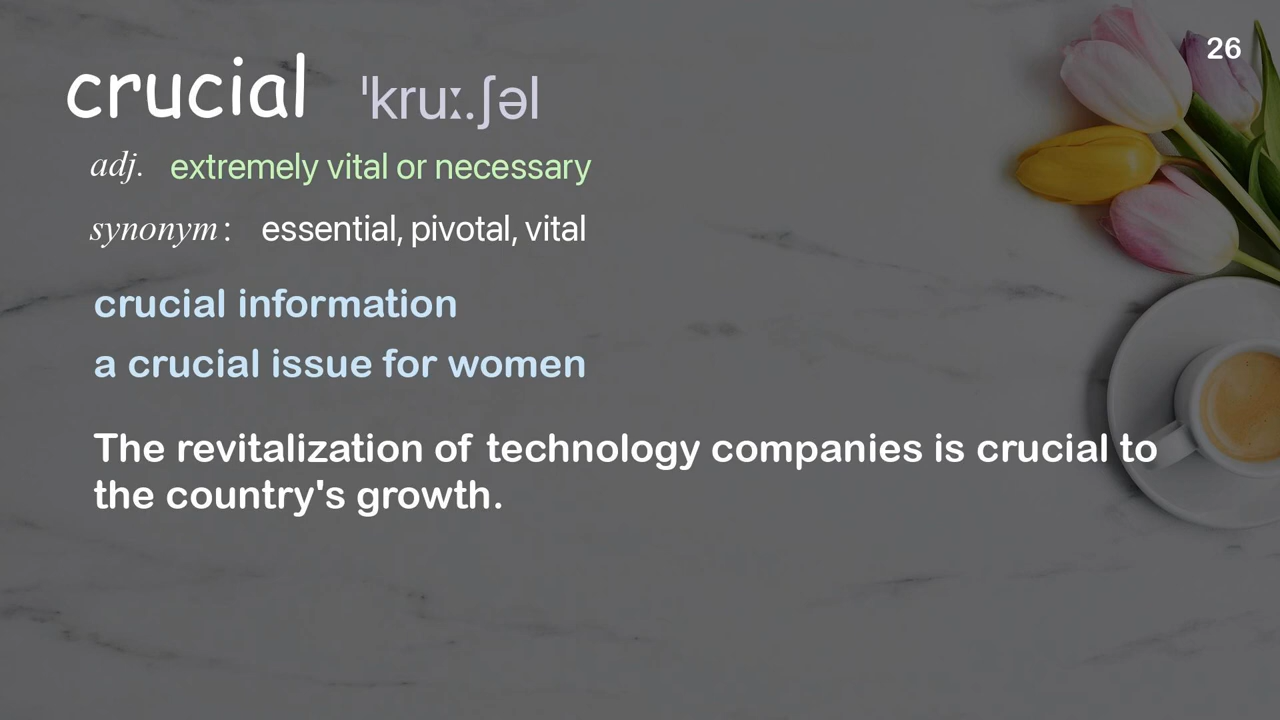 26
crucial ˈkruː.ʃəl
adj. extremely vital or necessary
synonym: essential, pivotal, vital
crucial information
a crucial issue for women
The revitalization of technology companies is crucial to
the country's growth.